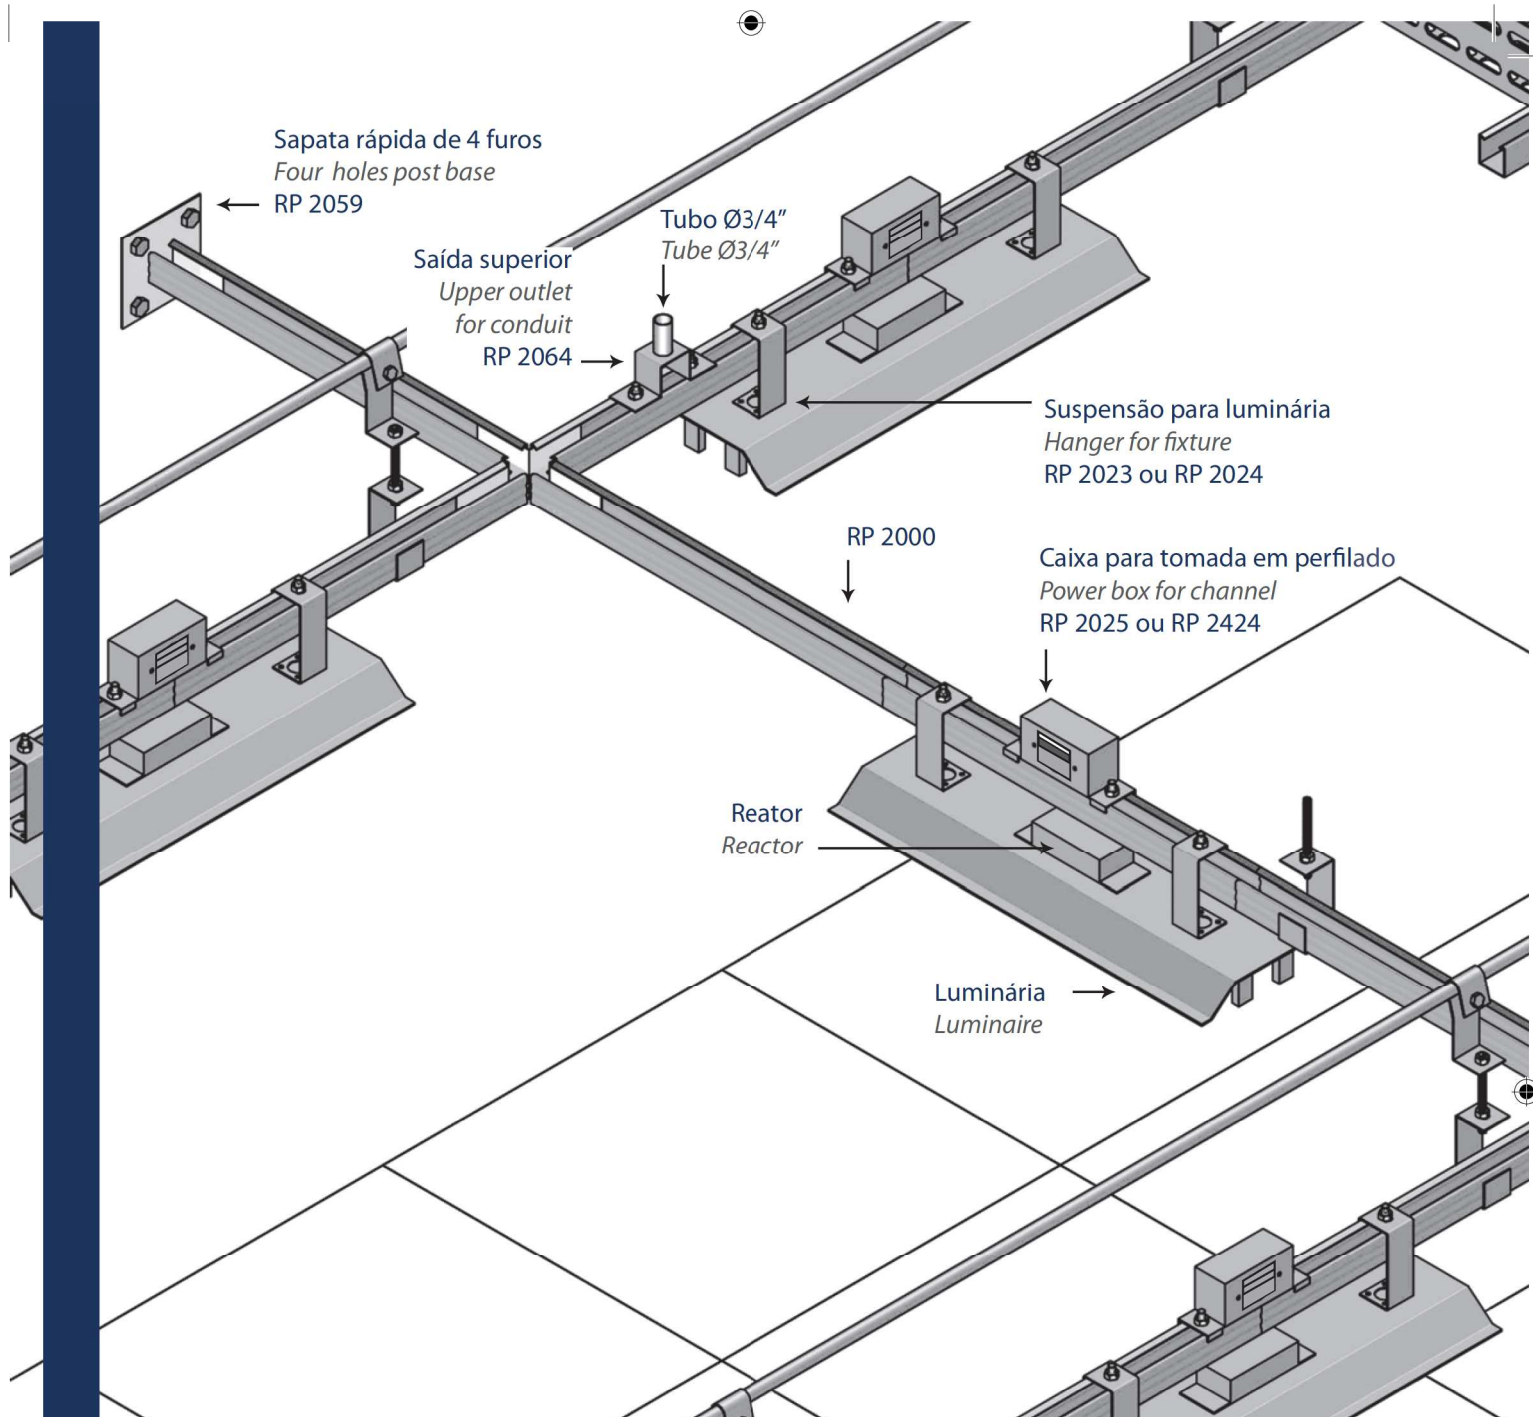 Sapata rápida de 4 furos
Four holes post base
RP 2059
Tubo Ø3/4”
Tube Ø3/4”
Saída superior
Upper outlet
for conduit
RP 2064
Suspensão para luminária
Hanger for fixture
RP 2023 ou RP 2024
RP 2000
Caixa para tomada em perfilado
Power box for channel
RP 2025 ou RP 2424
Reator
Reactor
Luminária
Luminaire